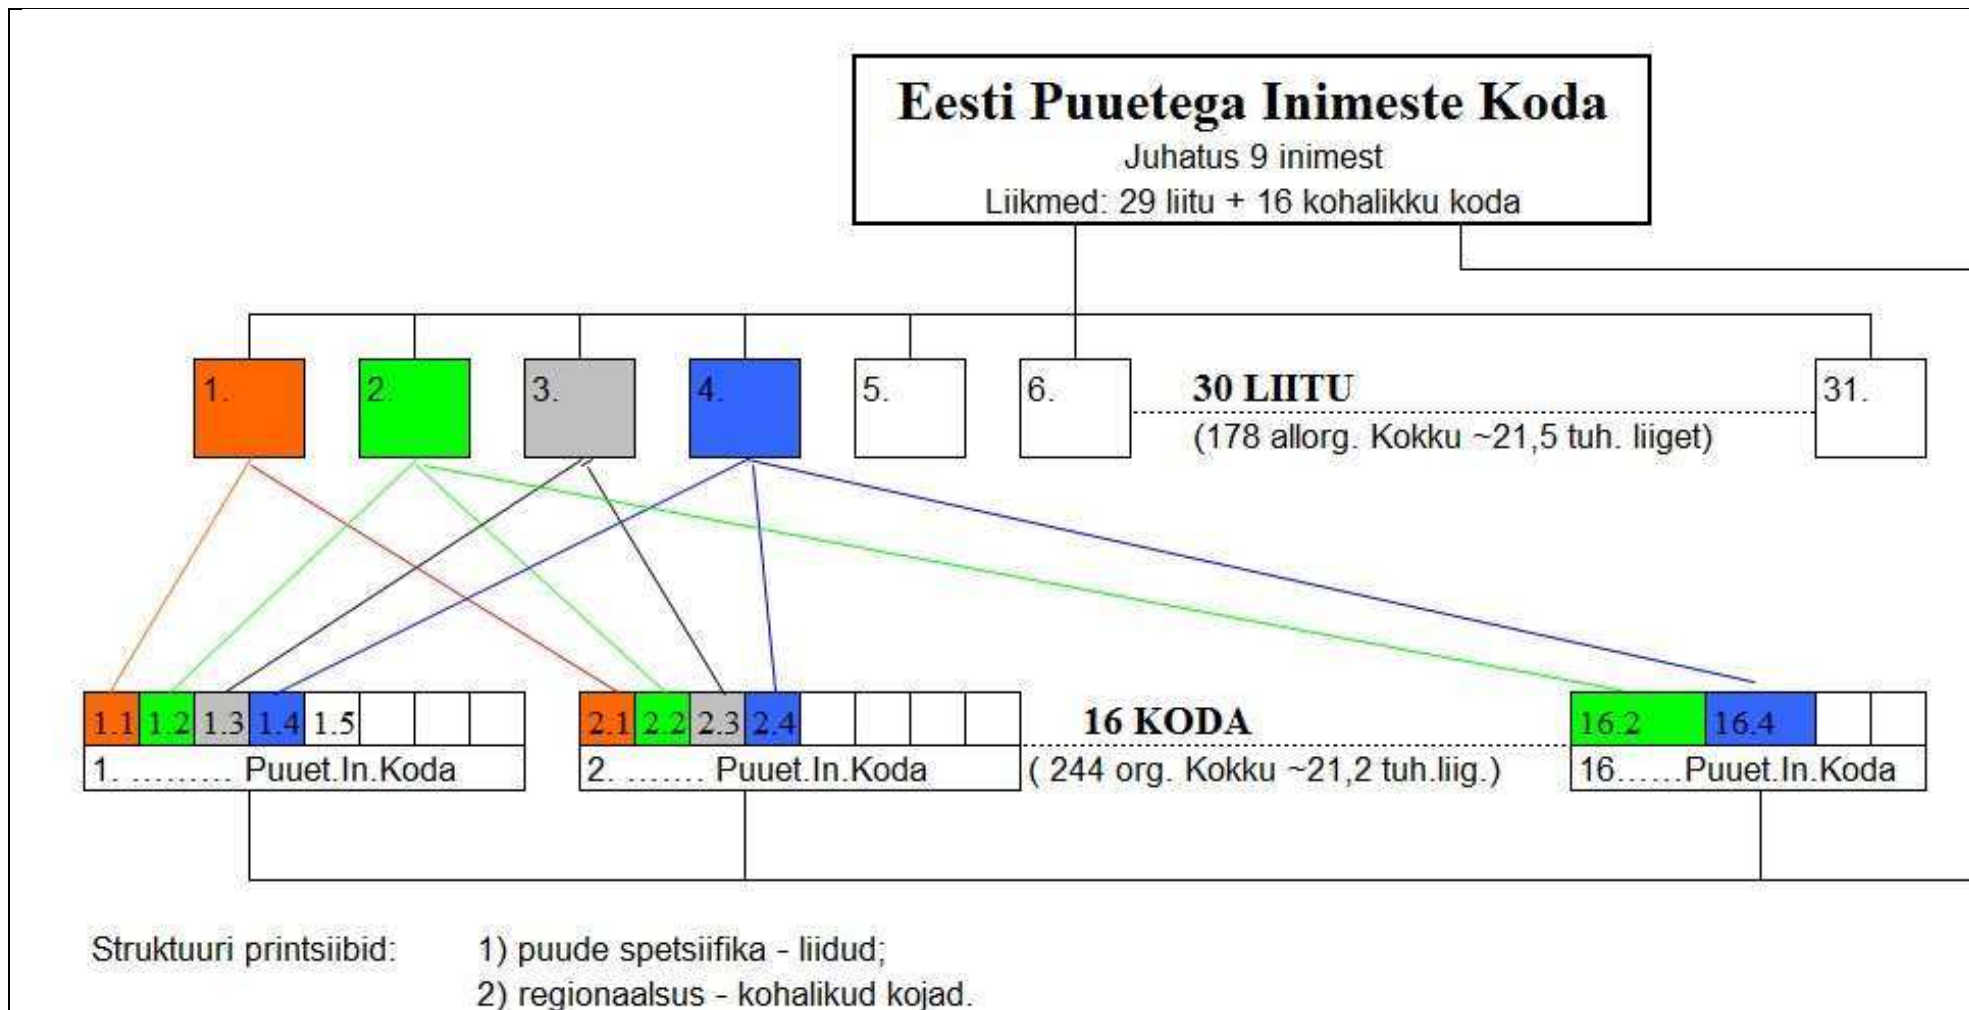 Eesti Puuetega Inimeste Koda
Juhatus 9 inimest
Liikmed: 29 liitu + 16 kohalikku koda
1. 2. 3. 4. 5. 6. 30 LIITU 31.
(178 allorg. Kokku ~21,5 tuh. liiget)
1.1 1.2 1.3 1.4 1.5 2.1 2.2 2.3 2.4 16 KODA 16.2 16.4
1. ......... Puuet.In.Koda 2. ....... Puuet.In.Koda ( 244 org. Kokku ~21,2 tuh.liig.) 16......Puuet.In.Koda
Struktuuri printsiibid: 1) puude spetsiifika - liidud;
2) regionaalsus - kohalikud kojad.